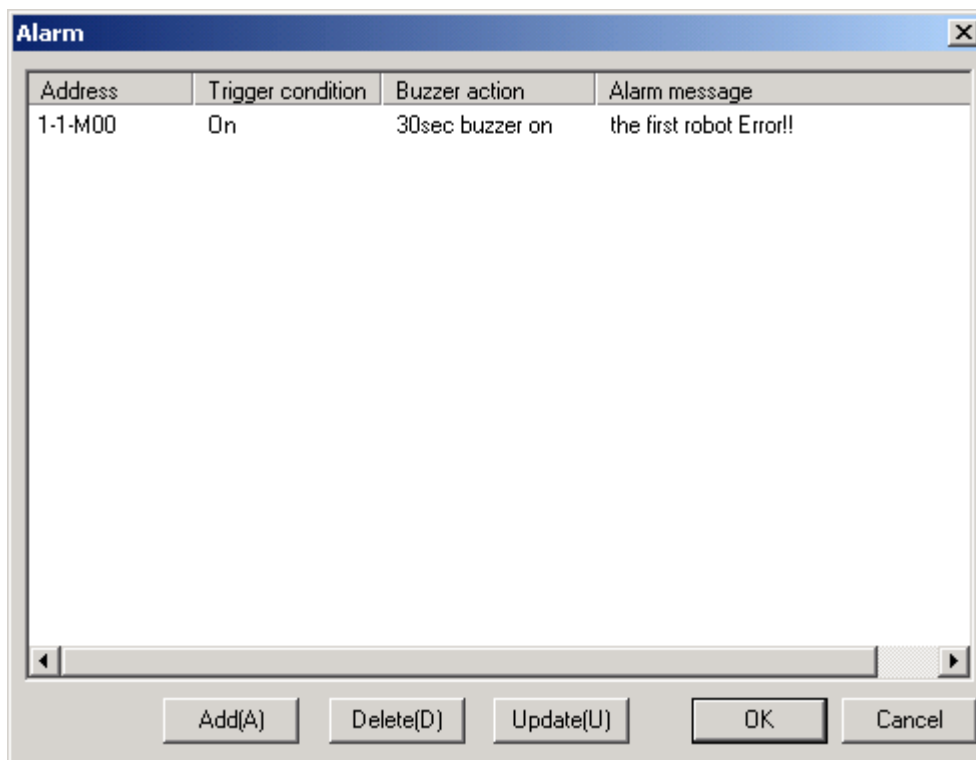 Alarm
Address Trigger condition Buzzer action Alarm message
1-1-M00 On 30sec buzzer on the first robot Error!!
Add(A) Delete(D) Update(U) OK Cancel